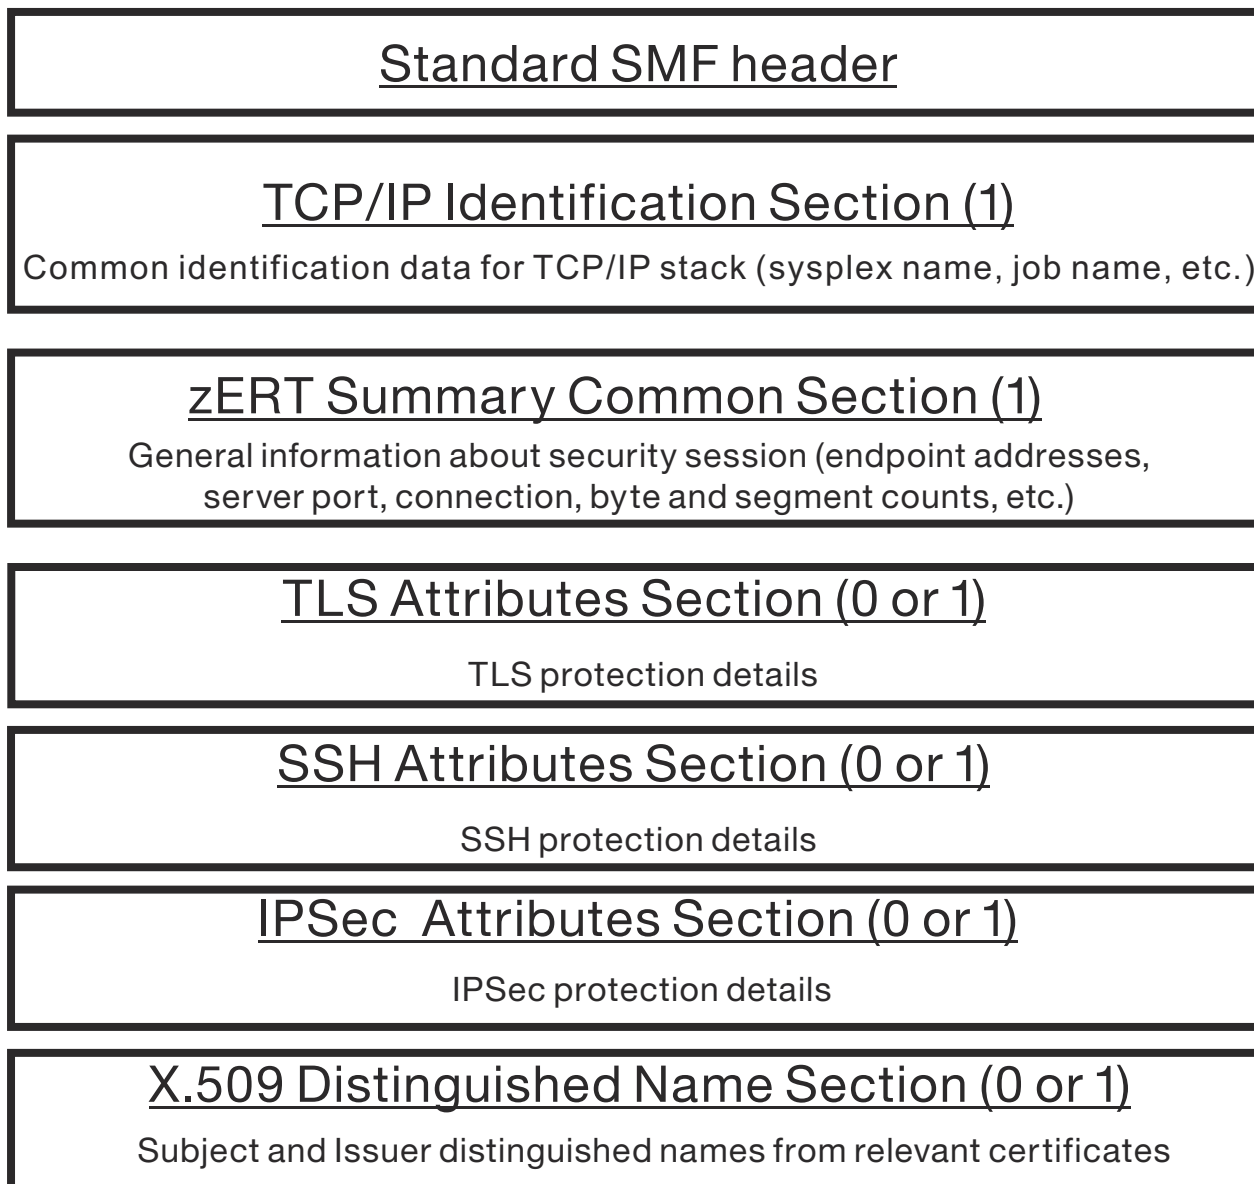 Standard SMF header
TCP/IP Identification Section (1)
Common identification data for TCP/IP stack (sysplex name, job name, etc.)
zERT Summary Common Section (1)
General information about security session (endpoint addresses,
server port, connection, byte and segment counts, etc.)
TLS Attributes Section (0 or 1)
TLS protection details
SSH Attributes Section (0 or 1)
SSH protection details
IPSec  Attributes Section (0 or 1)
IPSec protection details
X.509 Distinguished Name Section (0 or 1)
Subject and Issuer distinguished names from relevant certificates